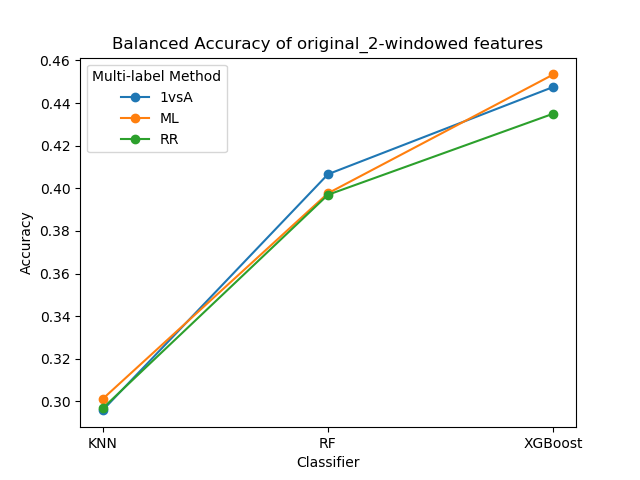 Balanced Accuracy of original_2-windowed features
0.46
0.44
0.42
0.40
0.38
0.36
0.34
0.32
0.30
Accuracy
Multi-label Method
1vsA
ML
RR
KNN
RF
XGBoost
Classifier